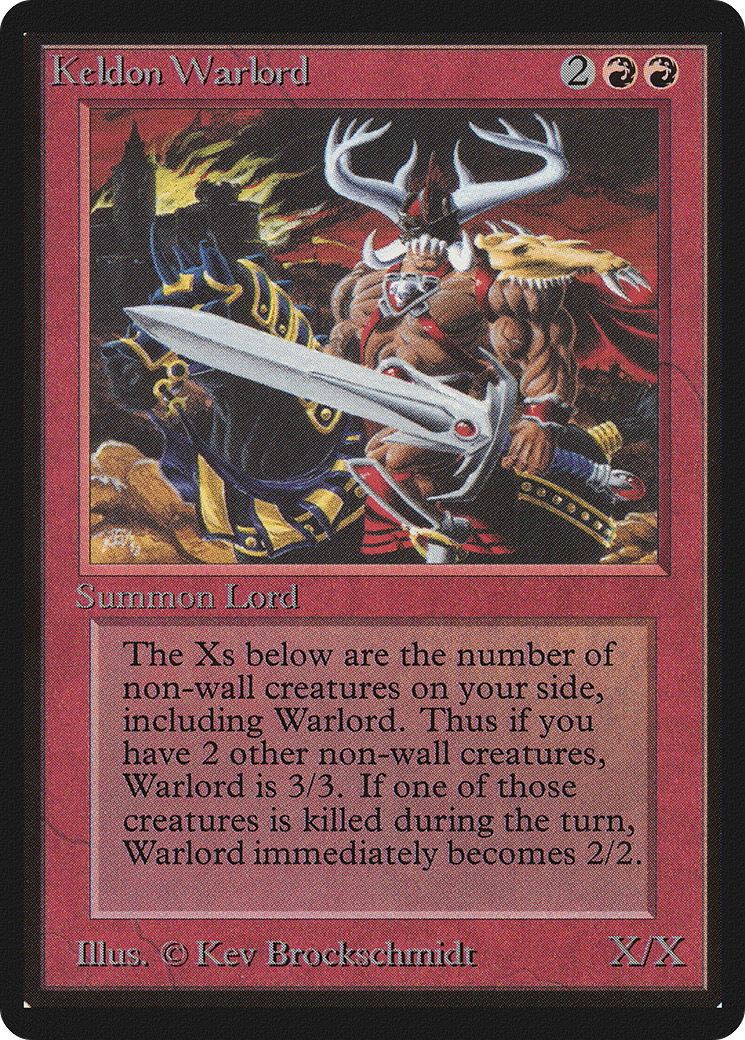 Keldon Warlord 2
Summon Lord
The Xs below are the number of
non-wall creatures on your side,
including Warlord. Thus if you
have 2 other non-wall creatures,
Warlord is 3/3. If one of those
creatures is killed during the turn,
Warlord immediately becomes 2/2.
Illus. © Kev Brockschmidt X/X